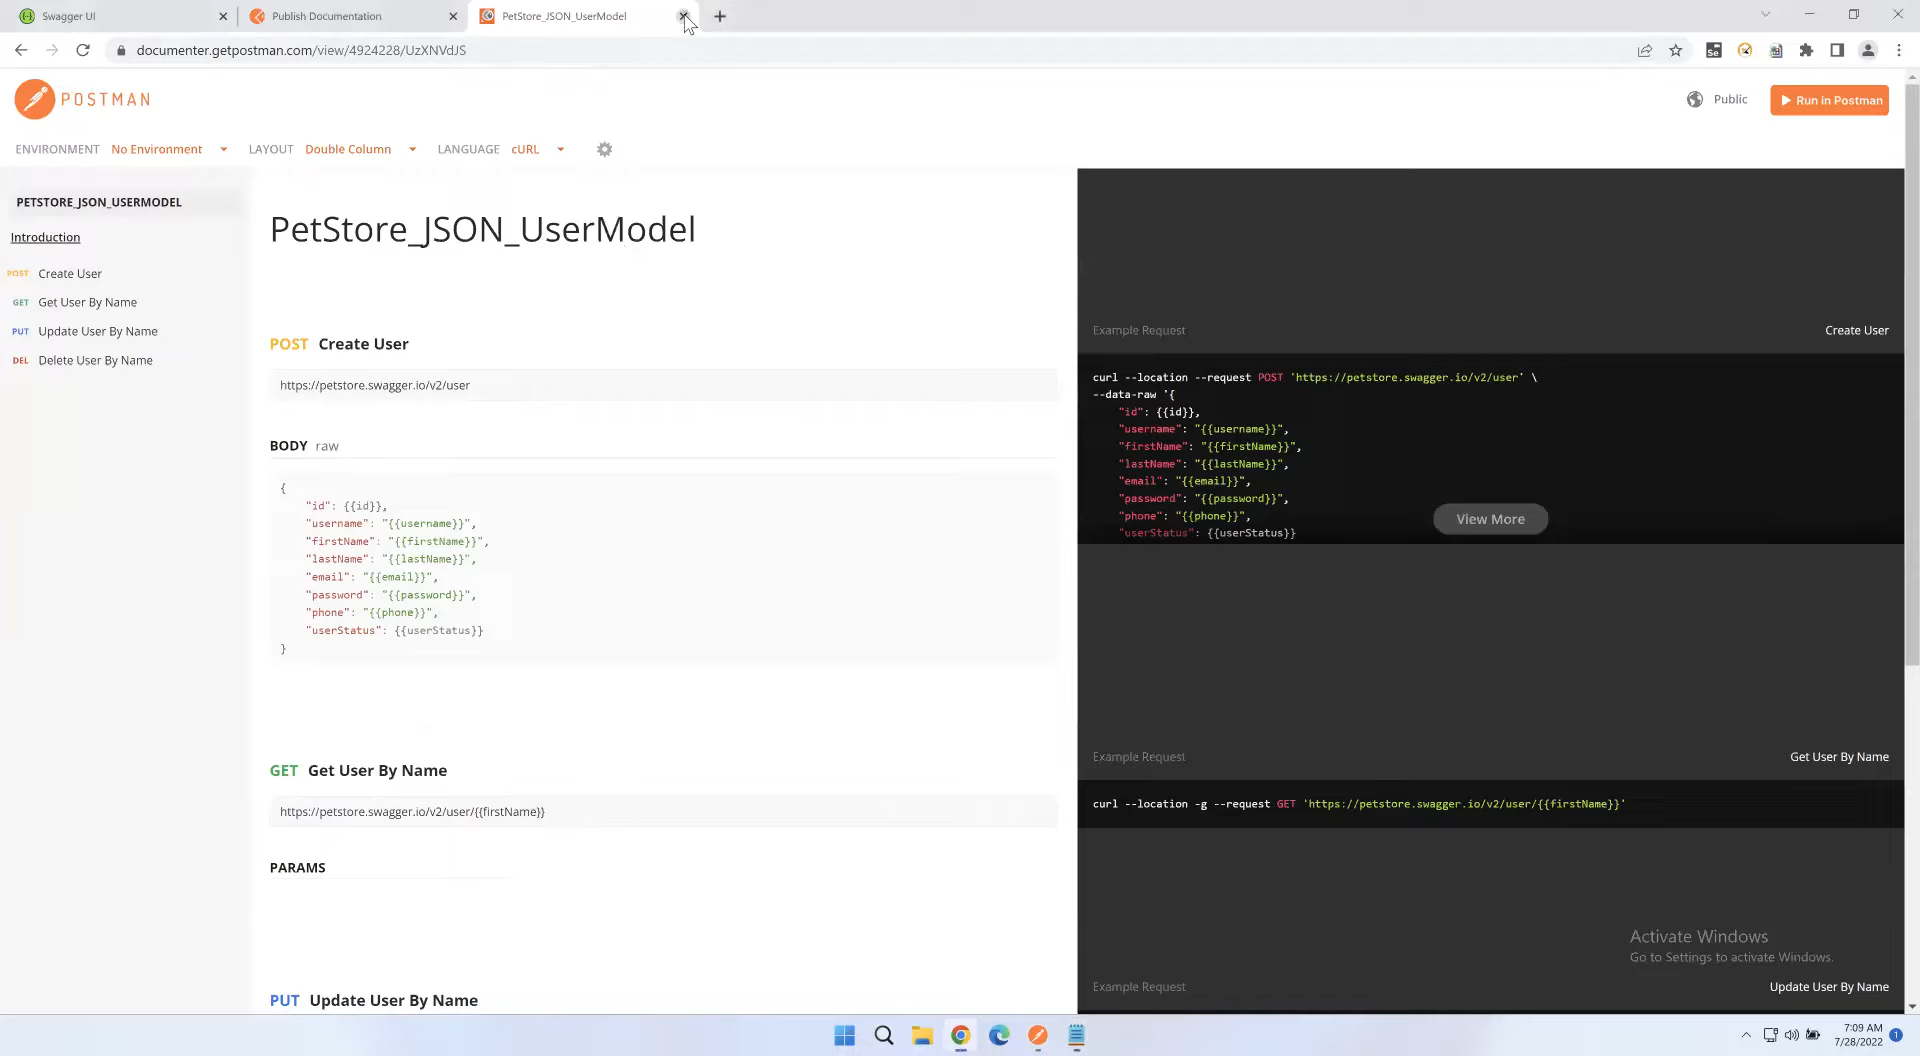 Swagger UI
Publish Documentation
PetStore_JSON_UserModel
documenter.getpostman.com/view/4924228/UzXNVdJS
POSTMAN
Public
Run in Postman
ENVIRONMENT No Environment LAYOUT Double Column LANGUAGE cURL
PETSTORE_JSON_USERMODEL
Introduction
POST Create User
GET Get User By Name
PUT Update User By Name
DEL Delete User By Name
PetStore_JSON_UserModel
POST Create User
https://petstore.swagger.io/v2/user
BODY raw
{
"id": {{id}},
"username": "{{username}}",
"firstName": "{{firstName}}",
"lastName": "{{lastName}}",
"email": "{{email}}",
"password": "{{password}}",
"phone": "{{phone}}",
"userStatus": {{userStatus}}
}
GET Get User By Name
https://petstore.swagger.io/v2/user/{{firstName}}
PARAMS
PUT Update User By Name
Example Request Create User
curl --location --request POST 'https://petstore.swagger.io/v2/user' \
--data-raw '{
"id": {{id}},
"username": "{{username}}",
"firstName": "{{firstName}}",
"lastName": "{{lastName}}",
"email": "{{email}}",
"password": "{{password}}",
"phone": "{{phone}}",
"userStatus": {{userStatus}}
View More
Example Request Get User By Name
curl --location -g --request GET 'https://petstore.swagger.io/v2/user/{{firstName}}'
Activate Windows
Go to Settings to activate Windows.
Example Request Update User By Name
7:09 AM
7/28/2022
1